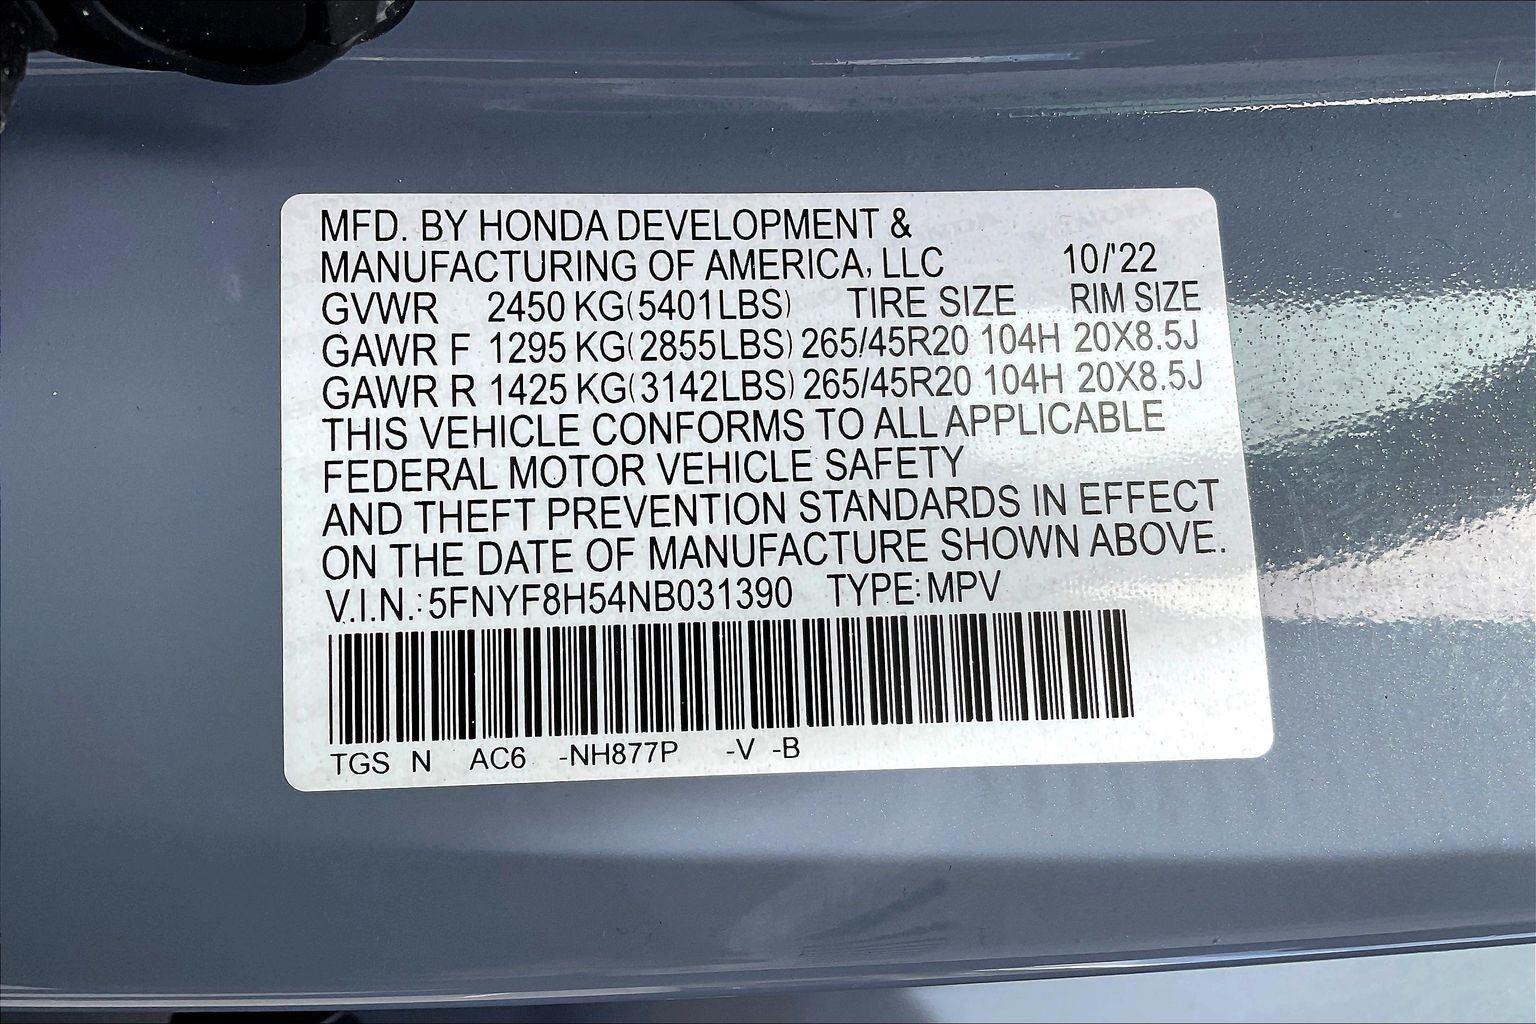 MFD. BY HONDA DEVELOPMENT &
MANUFACTURING OF AMERICA, LLC 10/'22
GVWR 2450 KG(5401LBS) TIRE SIZE RIM SIZE
GAWR F 1295 KG(2855LBS) 265/45R20 104H 20X8.5J
GAWR R 1425 KG(3142LBS) 265/45R20 104H 20X8.5J
THIS VEHICLE CONFORMS TO ALL APPLICABLE
FEDERAL MOTOR VEHICLE SAFETY
AND THEFT PREVENTION STANDARDS IN EFFECT
ON THE DATE OF MANUFACTURE SHOWN ABOVE.
V.I.N.: 5FNYF8H54NB031390 TYPE: MPV
TGS N AC6 -NH877P -V -B